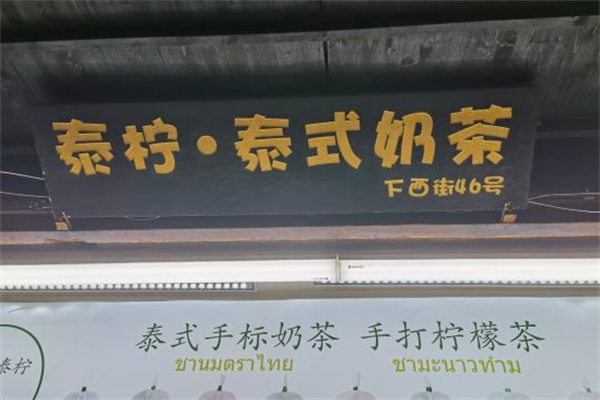 泰柠·泰式奶茶
下西街46号
泰式手标奶茶 手打柠檬茶
ชานมตราไทย ชามะนาวทำม
泰柠